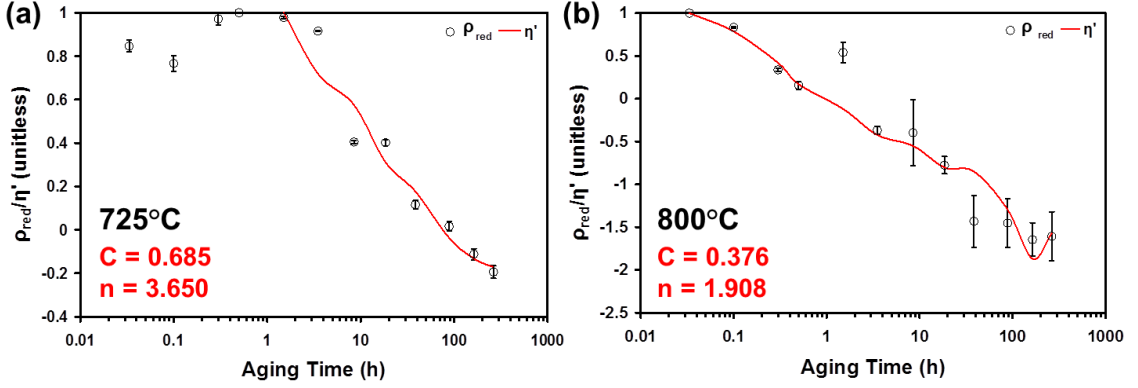 (a)
ρred η'
1
0.8
0.6
0.4
0.2
0
-0.2
-0.4
ρred/η' (unitless)
725°C
C = 0.685
n = 3.650
0.01 0.1 1 10 100 1000
Aging Time (h)
(b)
ρred η'
1
0.5
0
-0.5
-1
-1.5
-2
-2.5
ρred/η' (unitless)
800°C
C = 0.376
n = 1.908
0.01 0.1 1 10 100 1000
Aging Time (h)